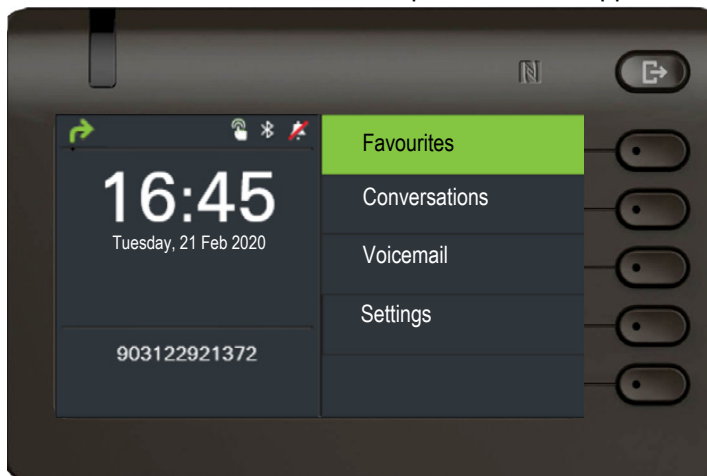 16:45
Tuesday, 21 Feb 2020
903122921372
Favourites
Conversations
Voicemail
Settings